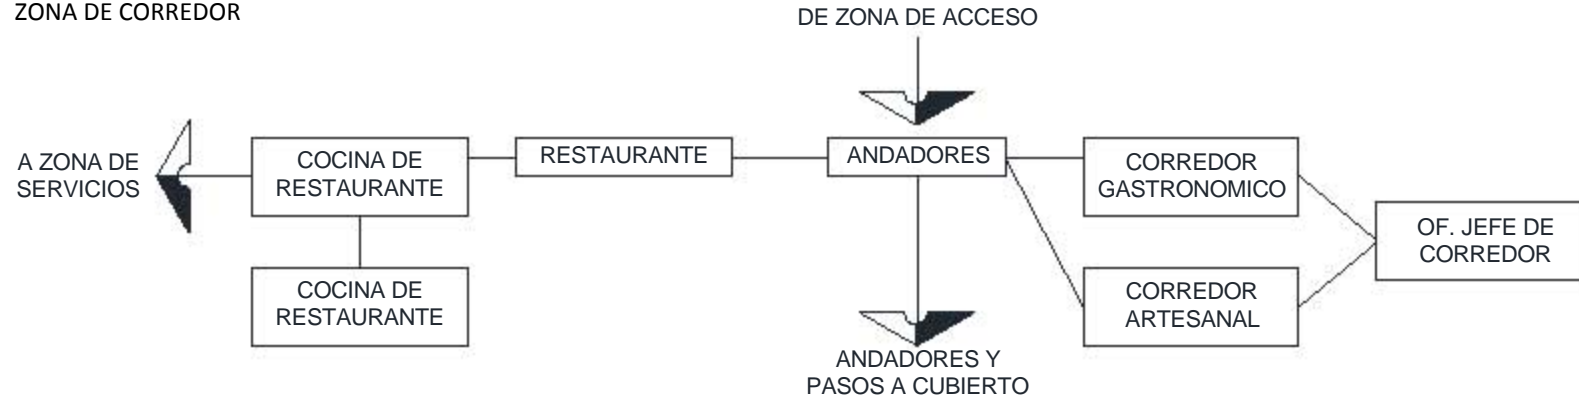 ZONA DE CORREDOR
DE ZONA DE ACCESO
A ZONA DE
SERVICIOS
COCINA DE
RESTAURANTE
RESTAURANTE
ANDADORES
CORREDOR
GASTRONOMICO
OF. JEFE DE
CORREDOR
COCINA DE
RESTAURANTE
CORREDOR
ARTESANAL
ANDADORES Y
PASOS A CUBIERTO